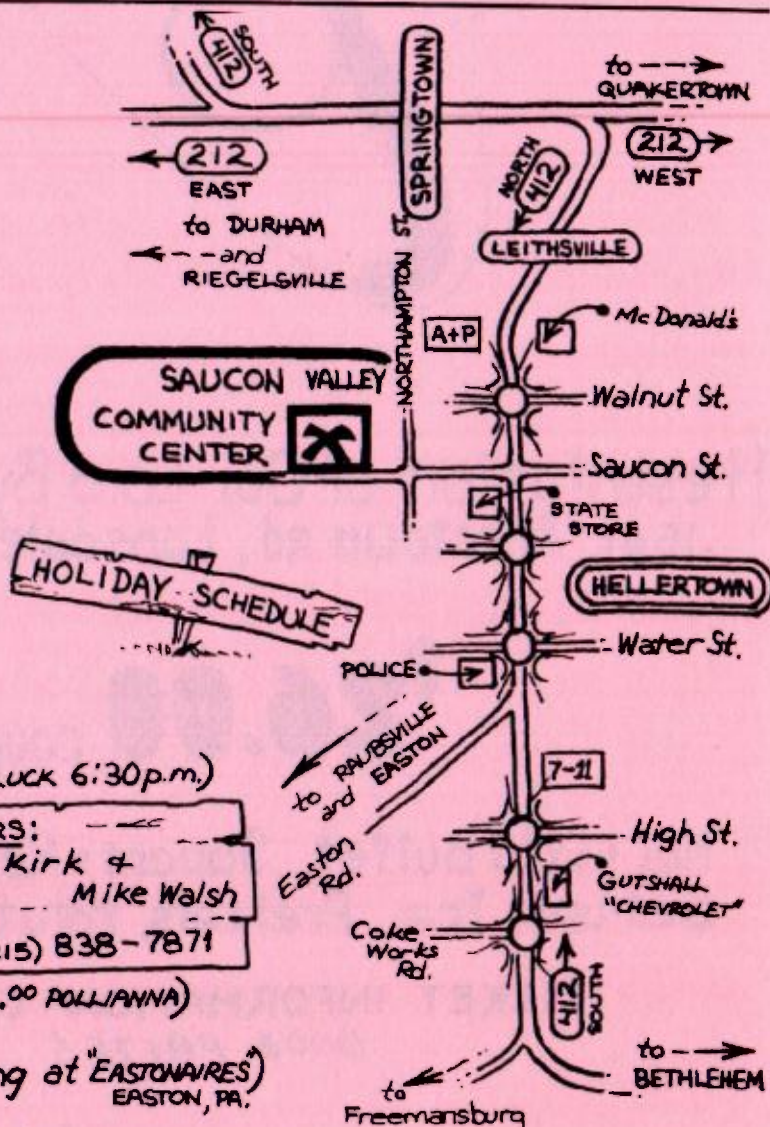 SOUTH
412
to
QUAKERTOWN
SPRINGTOWN
212
EAST
212
WEST
NORTH
412
to DURHAM
and
RIEGELSVILLE
LEITHSVILLE
NORTHAMPTON ST.
A+P
McDonald's
SAUCON VALLEY
COMMUNITY
CENTER
Walnut St.
Saucon St.
STATE
STORE
HOLIDAY SCHEDULE
HELLERTOWN
Water St.
POLICE
to RAUBSVILLE
and EASTON
Easton
Rd.
7-11
High St.
GUTSHALL
"CHEVROLET"
Coke
Works
Rd.
412
SOUTH
to
BETHLEHEM
to
Freemansburg
LUCK 6:30p.m.)
RS:
Kirk &
Mike Walsh
15) 838-7871
.00 POLLIANNA)
ng at "EASTONAIRES")
EASTON, PA.